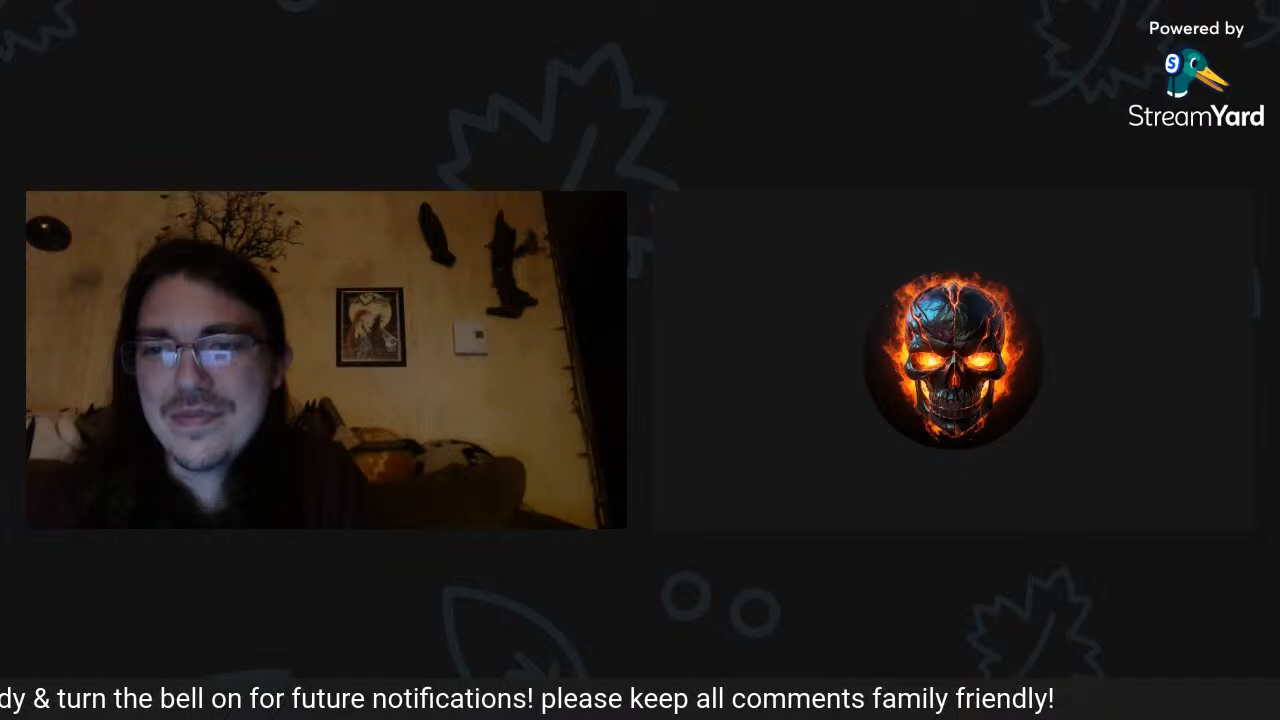 Powered by
S
StreamYard
dy & turn the bell on for future notifications! please keep all comments family friendly!